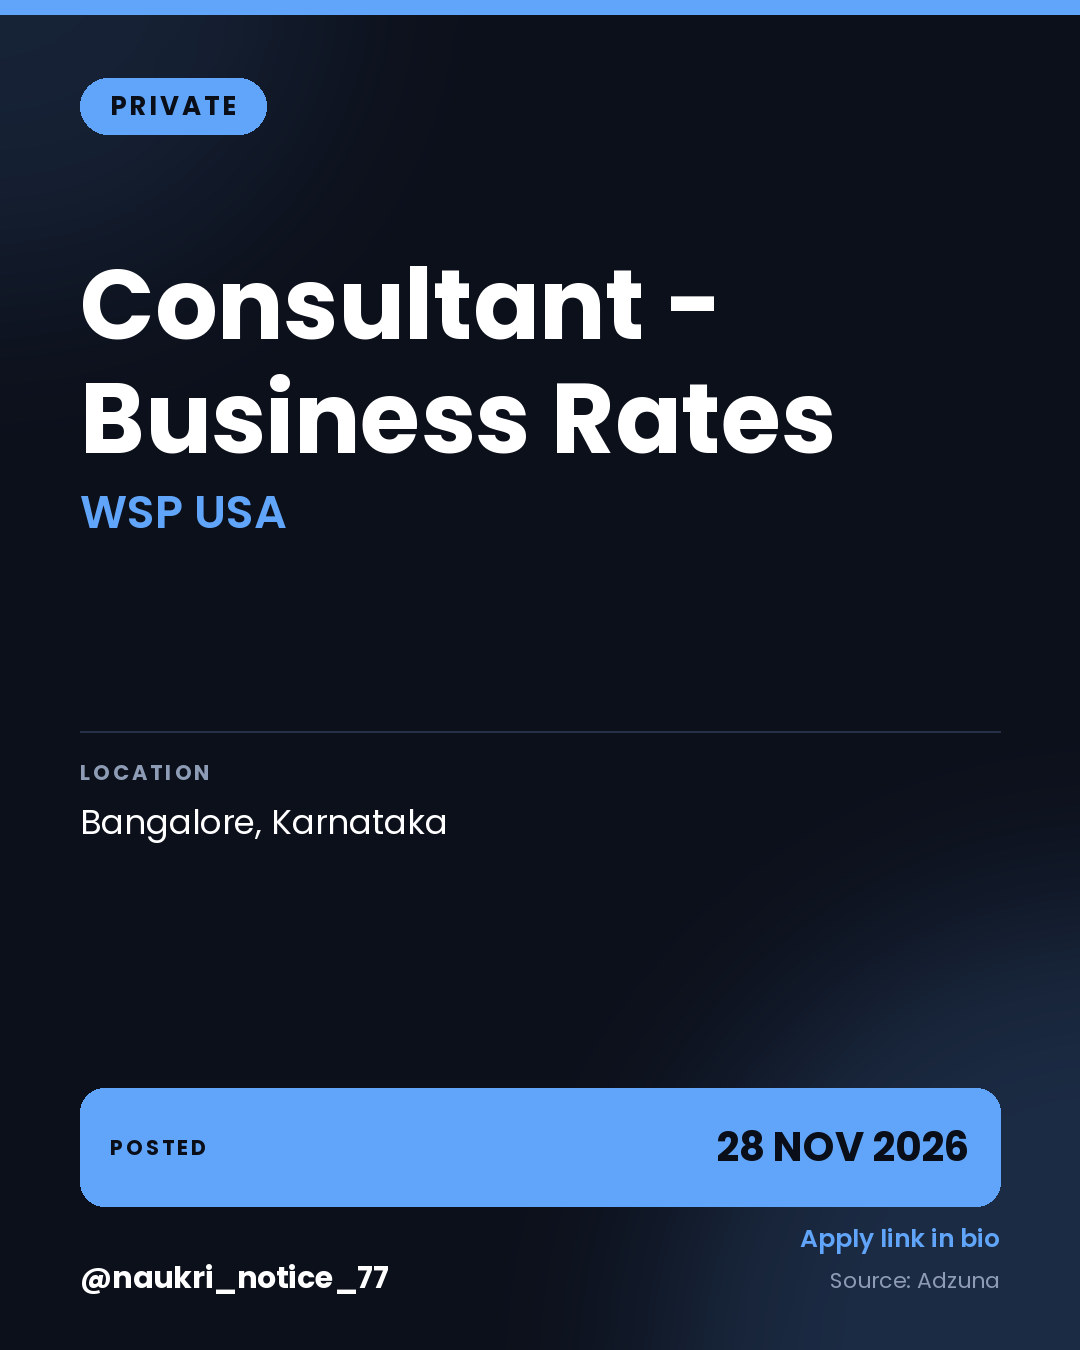 PRIVATE
Consultant -
Business Rates
WSP USA
LOCATION
Bangalore, Karnataka
POSTED
28 NOV 2026
Apply link in bio
@naukri_notice_77
Source: Adzuna